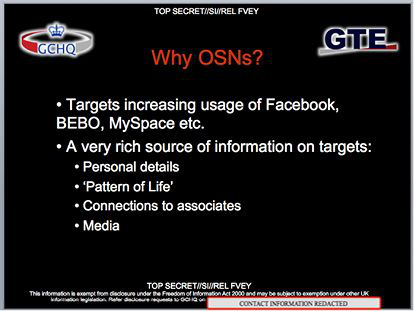 TOP SECRET//SI//REL FVEY
GCHQ
GTE
Why OSNs?
• Targets increasing usage of Facebook,
BEBO, MySpace etc.
• A very rich source of information on targets:
• Personal details
• ‘Pattern of Life’
• Connections to associates
• Media
TOP SECRET//SI//REL FVEY
This information is exempt from disclosure under the Freedom of Information Act 2000 and may be subject to exemption under other UK
information legislation. Refer disclosure requests to GCHQ on
CONTACT INFORMATION REDACTED